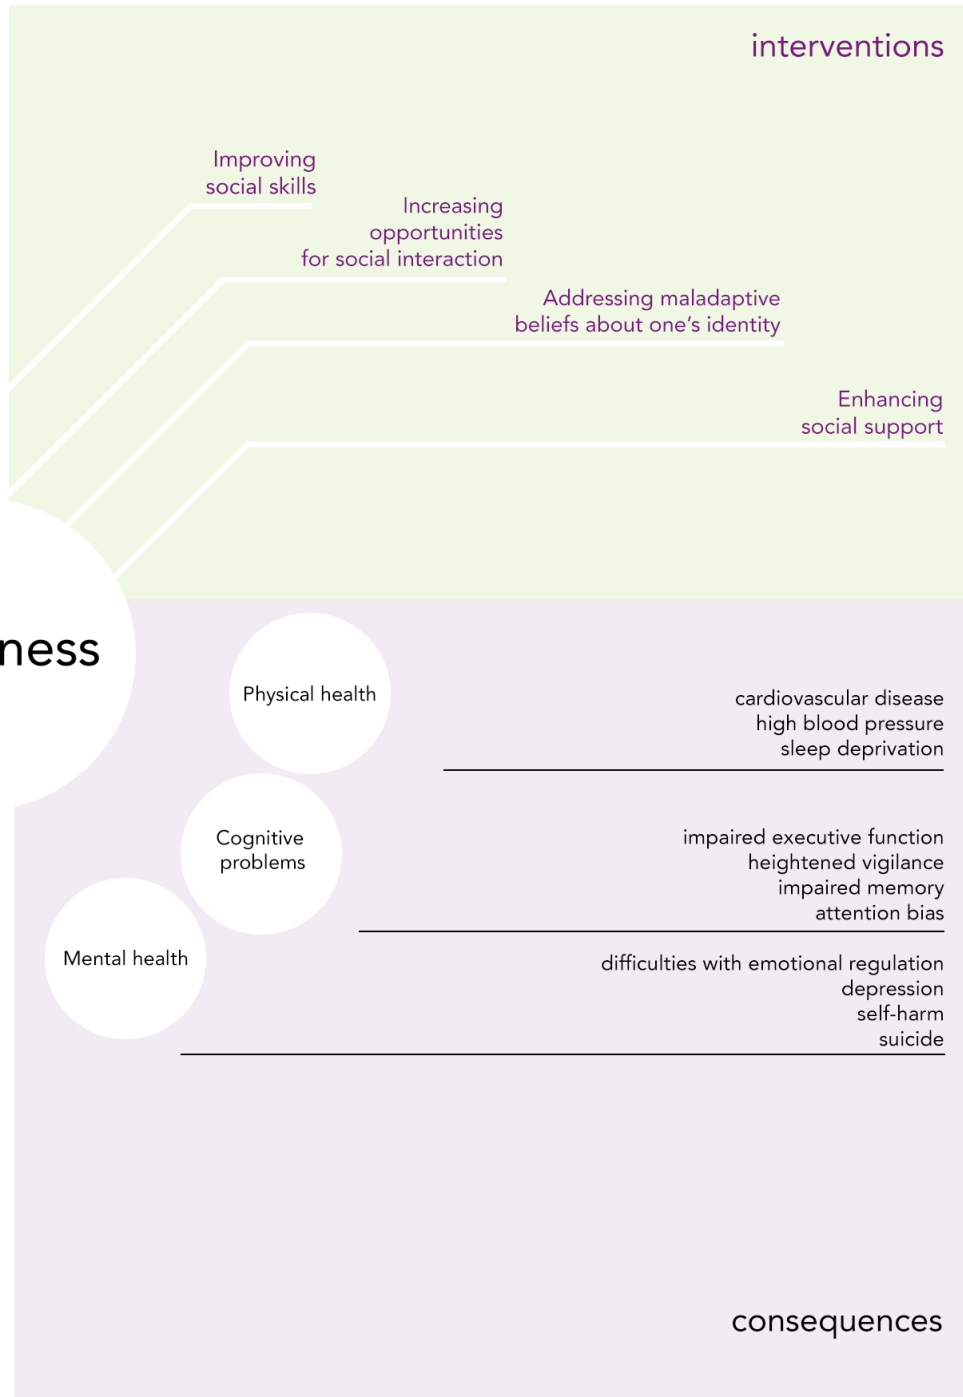 interventions
Improving
social skills
Increasing
opportunities
for social interaction
Addressing maladaptive
beliefs about one’s identity
Enhancing
social support
ness
Physical health
cardiovascular disease
high blood pressure
sleep deprivation
Cognitive
problems
impaired executive function
heightened vigilance
impaired memory
attention bias
Mental health
difficulties with emotional regulation
depression
self-harm
suicide
consequences